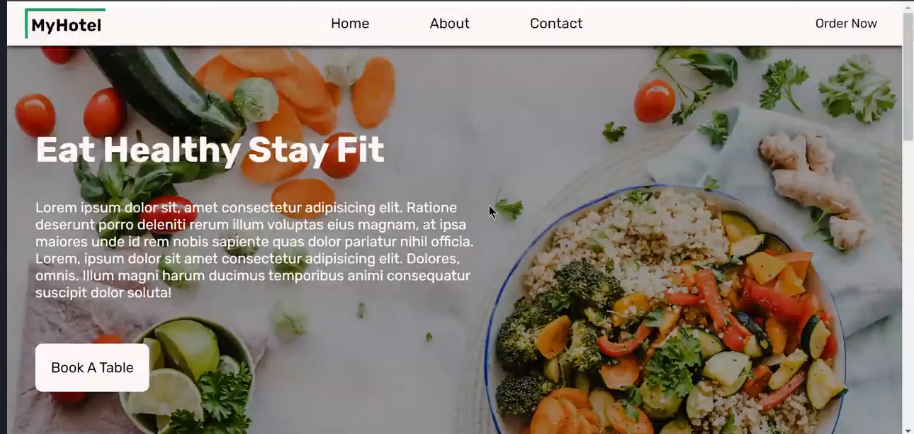 MyHotel
Home
About
Contact
Order Now
Eat Healthy Stay Fit
Lorem ipsum dolor sit, amet consectetur adipisicing elit. Ratione
deserunt porro deleniti rerum illum voluptas eius magnam, at ipsa
maiores unde id rem nobis sapiente quas dolor pariatur nihil officia.
Lorem, ipsum dolor sit amet consectetur adipisicing elit. Dolores,
omnis. Illum magni harum ducimus temporibus animi consequatur
suscipit dolor soluta!
Book A Table